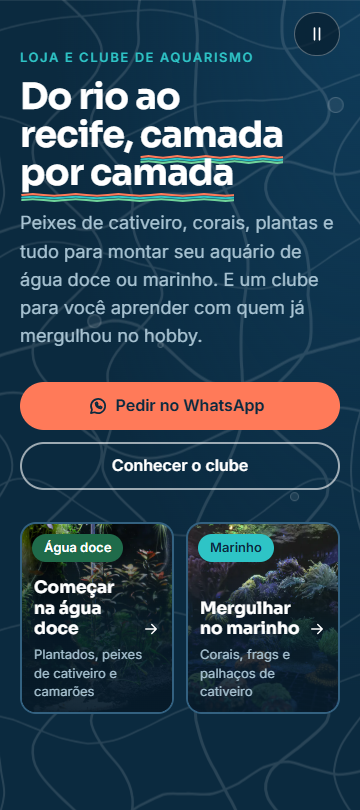 LOJA E CLUBE DE AQUARISMO
Do rio ao
recife, camada
por camada
Peixes de cativeiro, corais, plantas e
tudo para montar seu aquário de
água doce ou marinho. E um clube
para você aprender com quem já
mergulhou no hobby.
Pedir no WhatsApp
Conhecer o clube
Água doce
Começar
na água
doce →
Plantados, peixes
de cativeiro e
camarões
Marinho
Mergulhar
no marinho →
Corais, frags e
palhaços de
cativeiro